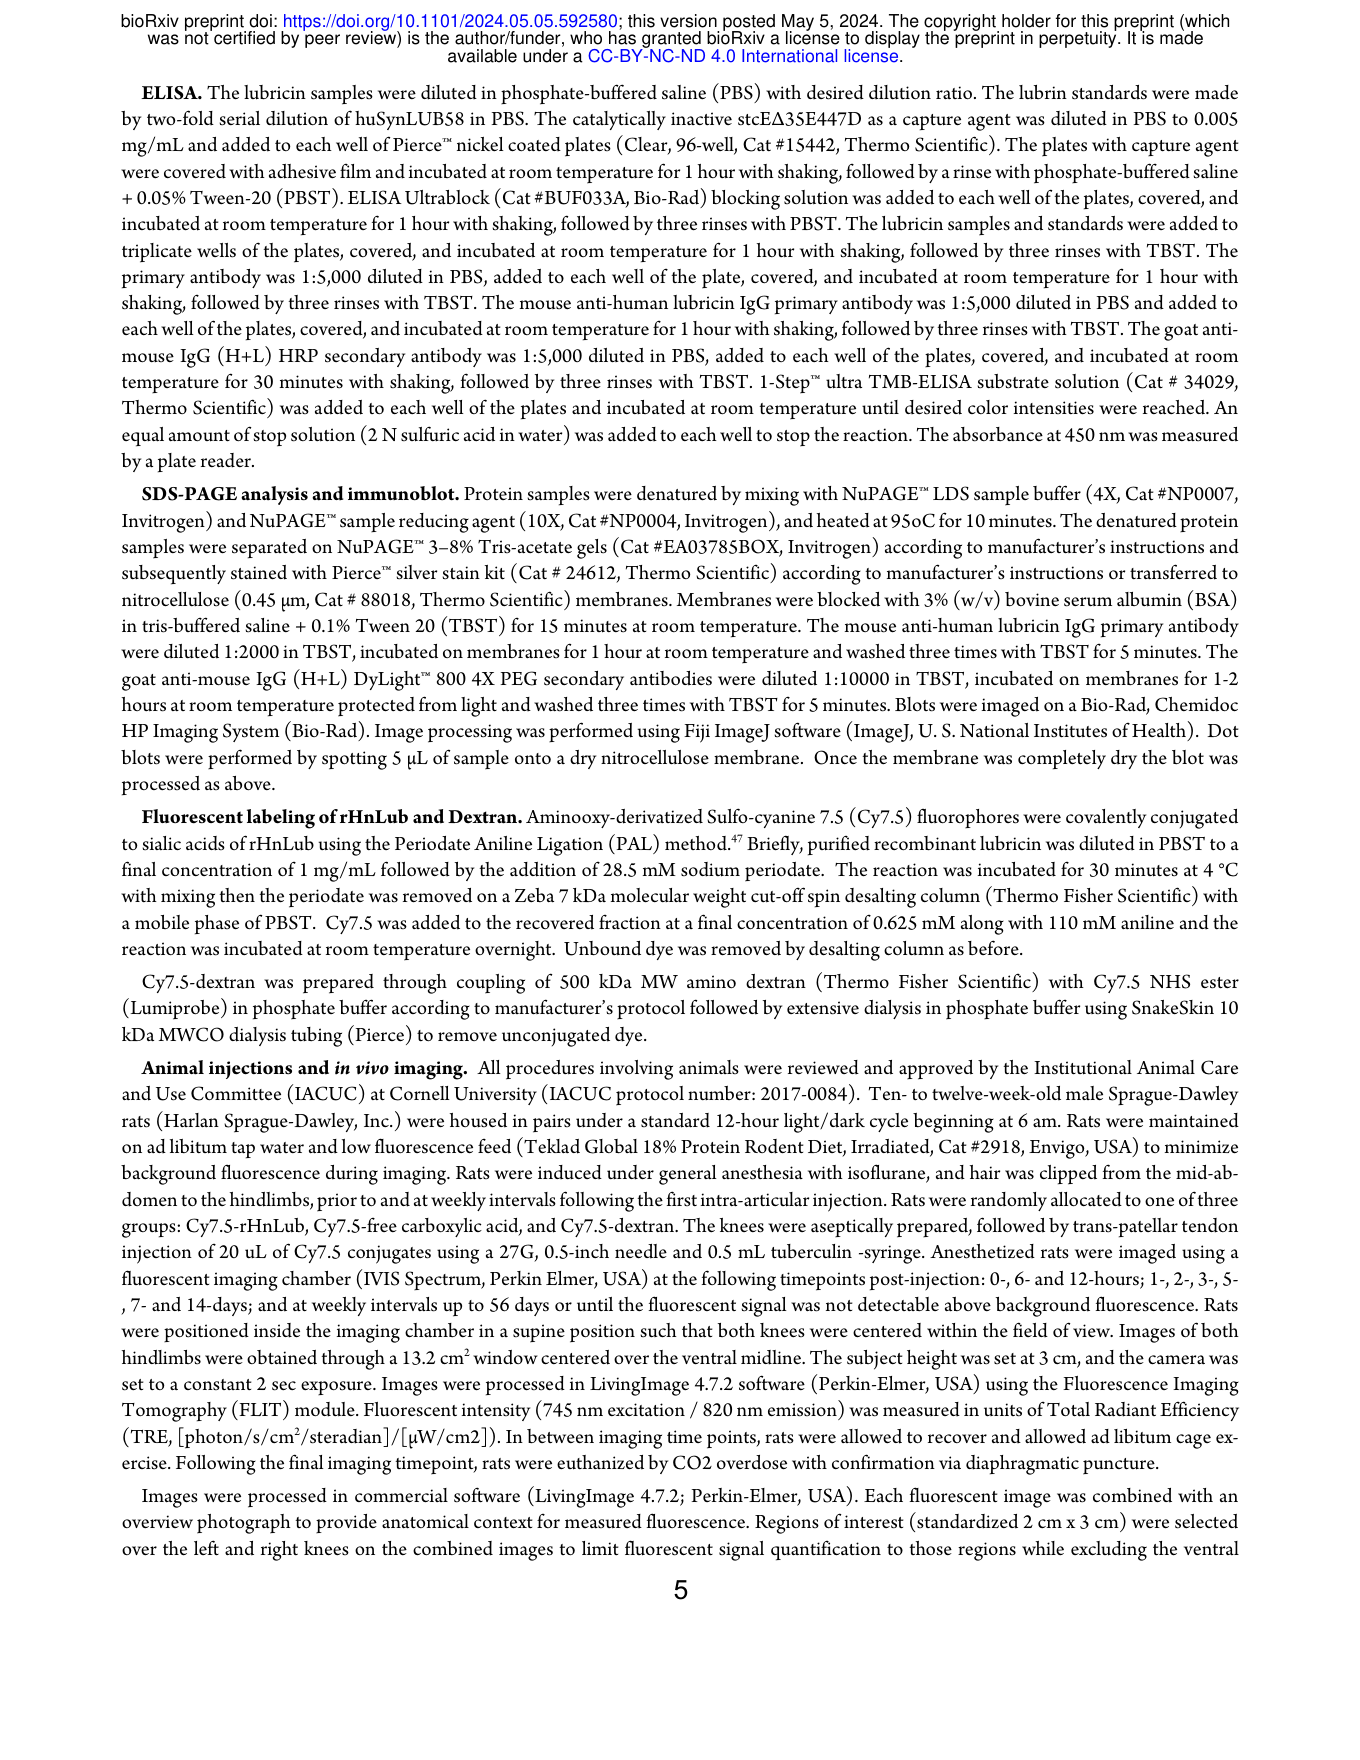 bioRxiv preprint doi: https://doi.org/10.1101/2024.05.05.592580; this version posted May 5, 2024. The copyright holder for this preprint (which
was not certified by peer review) is the author/funder, who has granted bioRxiv a license to display the preprint in perpetuity. It is made
available under a CC-BY-NC-ND 4.0 International license.
ELISA. The lubricin samples were diluted in phosphate-buffered saline (PBS) with desired dilution ratio. The lubrin standards were made
by two-fold serial dilution of huSynLUB58 in PBS. The catalytically inactive stcEΔ35E447D as a capture agent was diluted in PBS to 0.005
mg/mL and added to each well of Pierce™ nickel coated plates (Clear, 96-well, Cat #15442, Thermo Scientific). The plates with capture agent
were covered with adhesive film and incubated at room temperature for 1 hour with shaking, followed by a rinse with phosphate-buffered saline
+ 0.05% Tween-20 (PBST). ELISA Ultrablock (Cat #BUF033A, Bio-Rad) blocking solution was added to each well of the plates, covered, and
incubated at room temperature for 1 hour with shaking, followed by three rinses with PBST. The lubricin samples and standards were added to
triplicate wells of the plates, covered, and incubated at room temperature for 1 hour with shaking, followed by three rinses with TBST. The
primary antibody was 1:5,000 diluted in PBS, added to each well of the plate, covered, and incubated at room temperature for 1 hour with
shaking, followed by three rinses with TBST. The mouse anti-human lubricin IgG primary antibody was 1:5,000 diluted in PBS and added to
each well of the plates, covered, and incubated at room temperature for 1 hour with shaking, followed by three rinses with TBST. The goat anti-
mouse IgG (H+L) HRP secondary antibody was 1:5,000 diluted in PBS, added to each well of the plates, covered, and incubated at room
temperature for 30 minutes with shaking, followed by three rinses with TBST. 1-Step™ ultra TMB-ELISA substrate solution (Cat # 34029,
Thermo Scientific) was added to each well of the plates and incubated at room temperature until desired color intensities were reached. An
equal amount of stop solution (2 N sulfuric acid in water) was added to each well to stop the reaction. The absorbance at 450 nm was measured
by a plate reader.
SDS-PAGE analysis and immunoblot. Protein samples were denatured by mixing with NuPAGE™ LDS sample buffer (4X, Cat #NP0007,
Invitrogen) and NuPAGE™ sample reducing agent (10X, Cat #NP0004, Invitrogen), and heated at 95oC for 10 minutes. The denatured protein
samples were separated on NuPAGE™ 3–8% Tris-acetate gels (Cat #EA03785BOX, Invitrogen) according to manufacturer’s instructions and
subsequently stained with Pierce™ silver stain kit (Cat # 24612, Thermo Scientific) according to manufacturer’s instructions or transferred to
nitrocellulose (0.45 μm, Cat # 88018, Thermo Scientific) membranes. Membranes were blocked with 3% (w/v) bovine serum albumin (BSA)
in tris-buffered saline + 0.1% Tween 20 (TBST) for 15 minutes at room temperature. The mouse anti-human lubricin IgG primary antibody
were diluted 1:2000 in TBST, incubated on membranes for 1 hour at room temperature and washed three times with TBST for 5 minutes. The
goat anti-mouse IgG (H+L) DyLight™ 800 4X PEG secondary antibodies were diluted 1:10000 in TBST, incubated on membranes for 1-2
hours at room temperature protected from light and washed three times with TBST for 5 minutes. Blots were imaged on a Bio-Rad, Chemidoc
HP Imaging System (Bio-Rad). Image processing was performed using Fiji ImageJ software (ImageJ, U. S. National Institutes of Health). Dot
blots were performed by spotting 5 μL of sample onto a dry nitrocellulose membrane. Once the membrane was completely dry the blot was
processed as above.
Fluorescent labeling of rHnLub and Dextran. Aminooxy-derivatized Sulfo-cyanine 7.5 (Cy7.5) fluorophores were covalently conjugated
to sialic acids of rHnLub using the Periodate Aniline Ligation (PAL) method.47 Briefly, purified recombinant lubricin was diluted in PBST to a
final concentration of 1 mg/mL followed by the addition of 28.5 mM sodium periodate. The reaction was incubated for 30 minutes at 4 °C
with mixing then the periodate was removed on a Zeba 7 kDa molecular weight cut-off spin desalting column (Thermo Fisher Scientific) with
a mobile phase of PBST. Cy7.5 was added to the recovered fraction at a final concentration of 0.625 mM along with 110 mM aniline and the
reaction was incubated at room temperature overnight. Unbound dye was removed by desalting column as before.
Cy7.5-dextran was prepared through coupling of 500 kDa MW amino dextran (Thermo Fisher Scientific) with Cy7.5 NHS ester
(Lumiprobe) in phosphate buffer according to manufacturer’s protocol followed by extensive dialysis in phosphate buffer using SnakeSkin 10
kDa MWCO dialysis tubing (Pierce) to remove unconjugated dye.
Animal injections and in vivo imaging. All procedures involving animals were reviewed and approved by the Institutional Animal Care
and Use Committee (IACUC) at Cornell University (IACUC protocol number: 2017-0084). Ten- to twelve-week-old male Sprague-Dawley
rats (Harlan Sprague-Dawley, Inc.) were housed in pairs under a standard 12-hour light/dark cycle beginning at 6 am. Rats were maintained
on ad libitum tap water and low fluorescence feed (Teklad Global 18% Protein Rodent Diet, Irradiated, Cat #2918, Envigo, USA) to minimize
background fluorescence during imaging. Rats were induced under general anesthesia with isoflurane, and hair was clipped from the mid-ab-
domen to the hindlimbs, prior to and at weekly intervals following the first intra-articular injection. Rats were randomly allocated to one of three
groups: Cy7.5-rHnLub, Cy7.5-free carboxylic acid, and Cy7.5-dextran. The knees were aseptically prepared, followed by trans-patellar tendon
injection of 20 uL of Cy7.5 conjugates using a 27G, 0.5-inch needle and 0.5 mL tuberculin -syringe. Anesthetized rats were imaged using a
fluorescent imaging chamber (IVIS Spectrum, Perkin Elmer, USA) at the following timepoints post-injection: 0-, 6- and 12-hours; 1-, 2-, 3-, 5-
, 7- and 14-days; and at weekly intervals up to 56 days or until the fluorescent signal was not detectable above background fluorescence. Rats
were positioned inside the imaging chamber in a supine position such that both knees were centered within the field of view. Images of both
hindlimbs were obtained through a 13.2 cm2 window centered over the ventral midline. The subject height was set at 3 cm, and the camera was
set to a constant 2 sec exposure. Images were processed in LivingImage 4.7.2 software (Perkin-Elmer, USA) using the Fluorescence Imaging
Tomography (FLIT) module. Fluorescent intensity (745 nm excitation / 820 nm emission) was measured in units of Total Radiant Efficiency
(TRE, [photon/s/cm2/steradian]/[μW/cm2]). In between imaging time points, rats were allowed to recover and allowed ad libitum cage ex-
ercise. Following the final imaging timepoint, rats were euthanized by CO2 overdose with confirmation via diaphragmatic puncture.
Images were processed in commercial software (LivingImage 4.7.2; Perkin-Elmer, USA). Each fluorescent image was combined with an
overview photograph to provide anatomical context for measured fluorescence. Regions of interest (standardized 2 cm x 3 cm) were selected
over the left and right knees on the combined images to limit fluorescent signal quantification to those regions while excluding the ventral
5